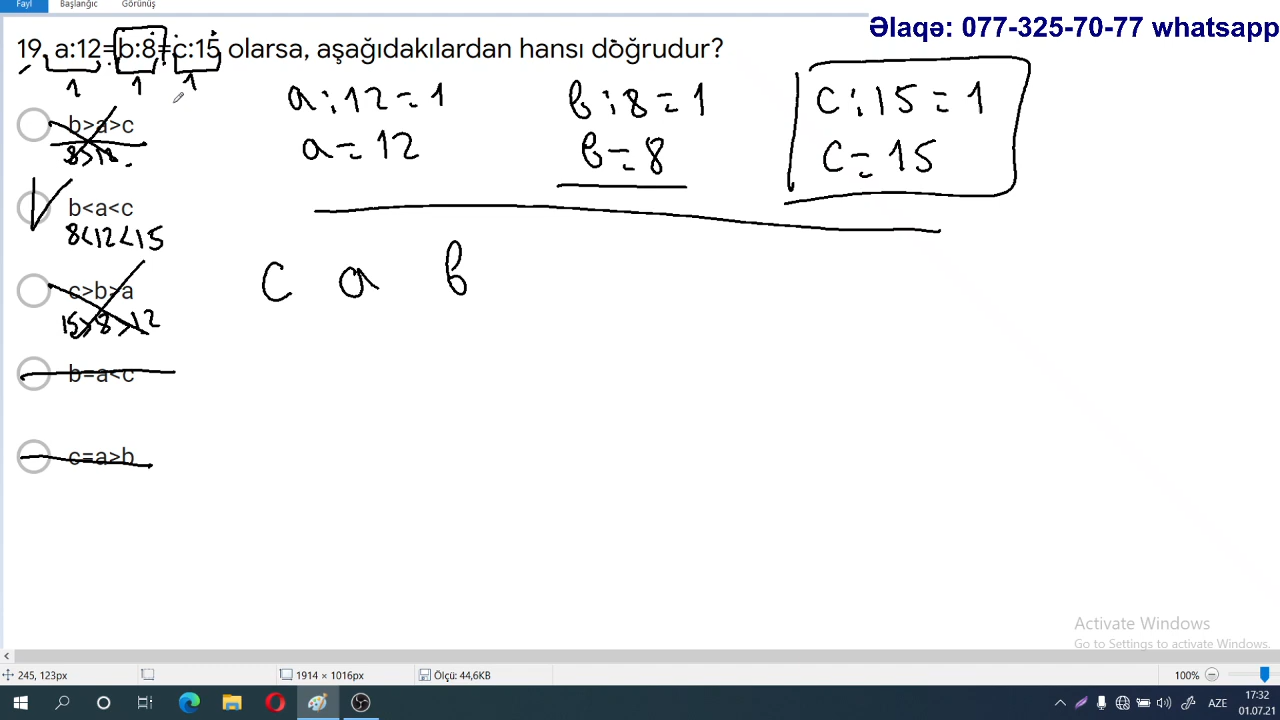 Fayl Başlanğıc Görünüş
Əlaqə: 077-325-70-77 whatsapp
19. a:12=b:8=c:15 olarsa, aşağıdakılardan hansı doğrudur?
1 1 1
a:12=1 b:8=1 c:15=1
a=12 b=8 c=15
b>a>c
8>12
b<a<c
8<12<15
c a b
c>b>a
15>8>12
b=a<c
c=a>b
Activate Windows
Go to Settings to activate Windows.
245, 123px 1914 × 1016px Ölçü: 44,6KB 100%
AZE
17:32
01.07.21